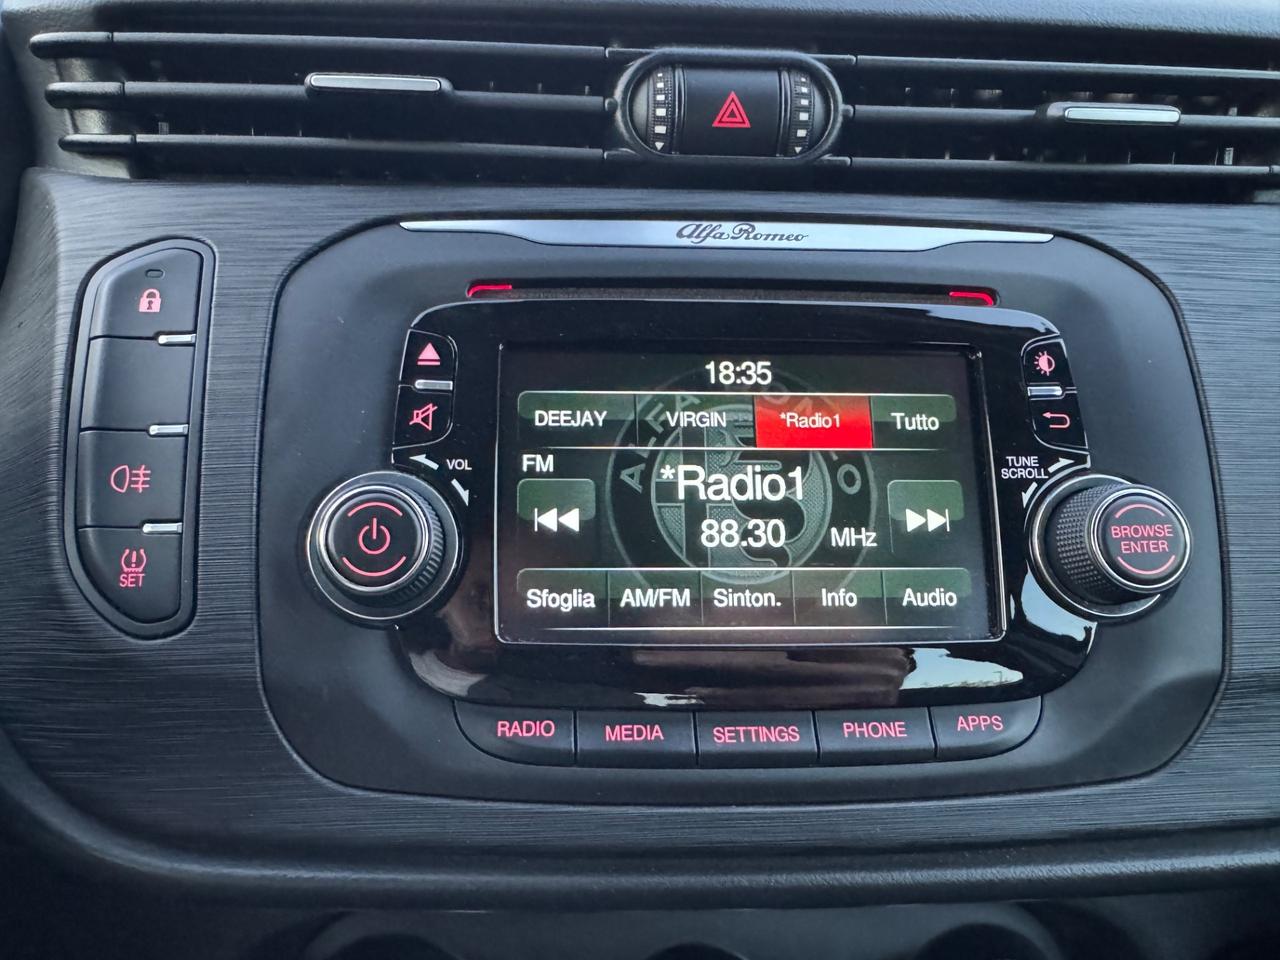 Alfa Romeo
18:35
DEEJAY VIRGIN *Radio1 Tutto
FM
*Radio1
88.30 MHz
Sfoglia AM/FM Sinton. Info Audio
VOL
TUNE
SCROLL
BROWSE
ENTER
SET
RADIO MEDIA SETTINGS PHONE APPS